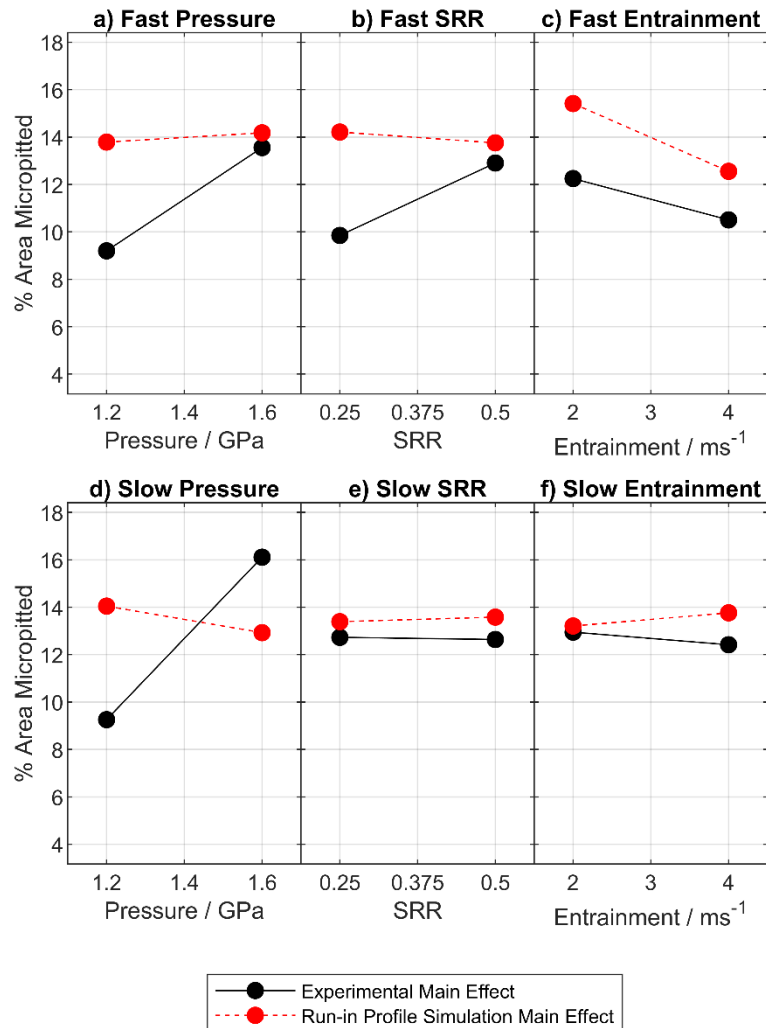 a) Fast Pressure b) Fast SRR c) Fast Entrainment
18
16
14
12
10
8
6
4
% Area Micropitted
1.2 1.4 1.6 0.25 0.375 0.5 2 3 4
Pressure / GPa SRR Entrainment / ms⁻¹
d) Slow Pressure e) Slow SRR f) Slow Entrainment
18
16
14
12
10
8
6
4
% Area Micropitted
1.2 1.4 1.6 0.25 0.375 0.5 2 3 4
Pressure / GPa SRR Entrainment / ms⁻¹
Experimental Main Effect
Run-in Profile Simulation Main Effect